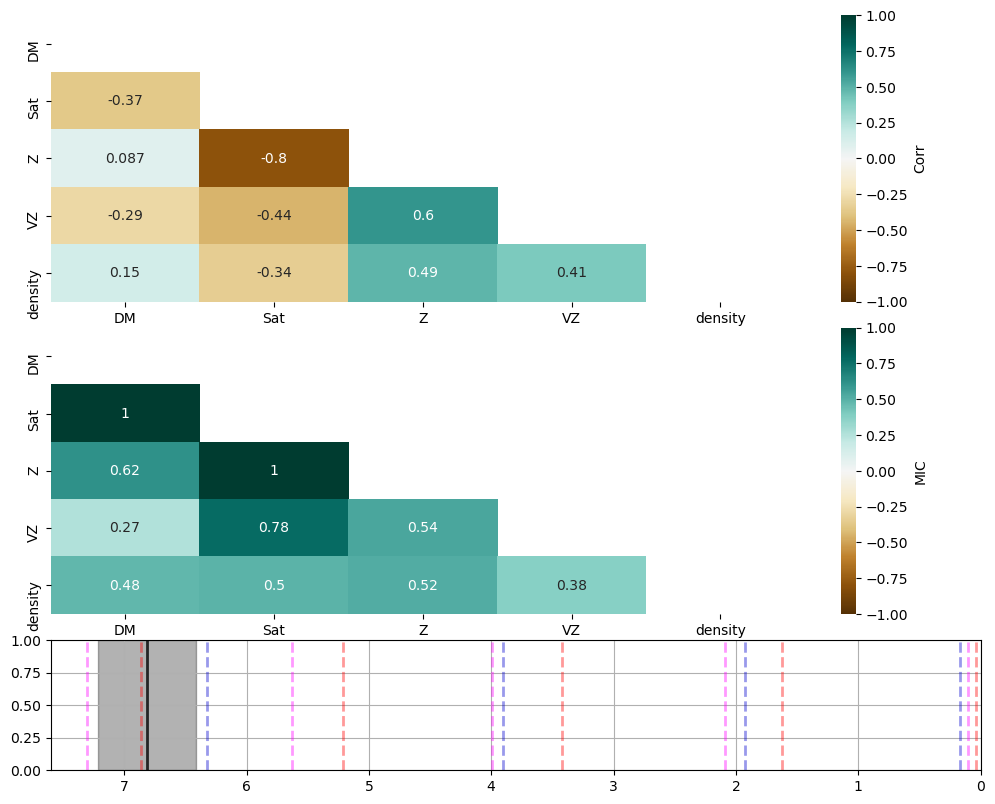 DM
Sat
-0.37
Z
0.087
-0.8
VZ
-0.29
-0.44
0.6
density
0.15
-0.34
0.49
0.41
DM
Sat
Z
VZ
density
1.00
0.75
0.50
0.25
0.00
−0.25
−0.50
−0.75
−1.00
Corr
DM
Sat
1
Z
0.62
1
VZ
0.27
0.78
0.54
density
0.48
0.5
0.52
0.38
DM
Sat
Z
VZ
density
1.00
0.75
0.50
0.25
0.00
−0.25
−0.50
−0.75
−1.00
MIC
1.00
0.75
0.50
0.25
0.00
7
6
5
4
3
2
1
0